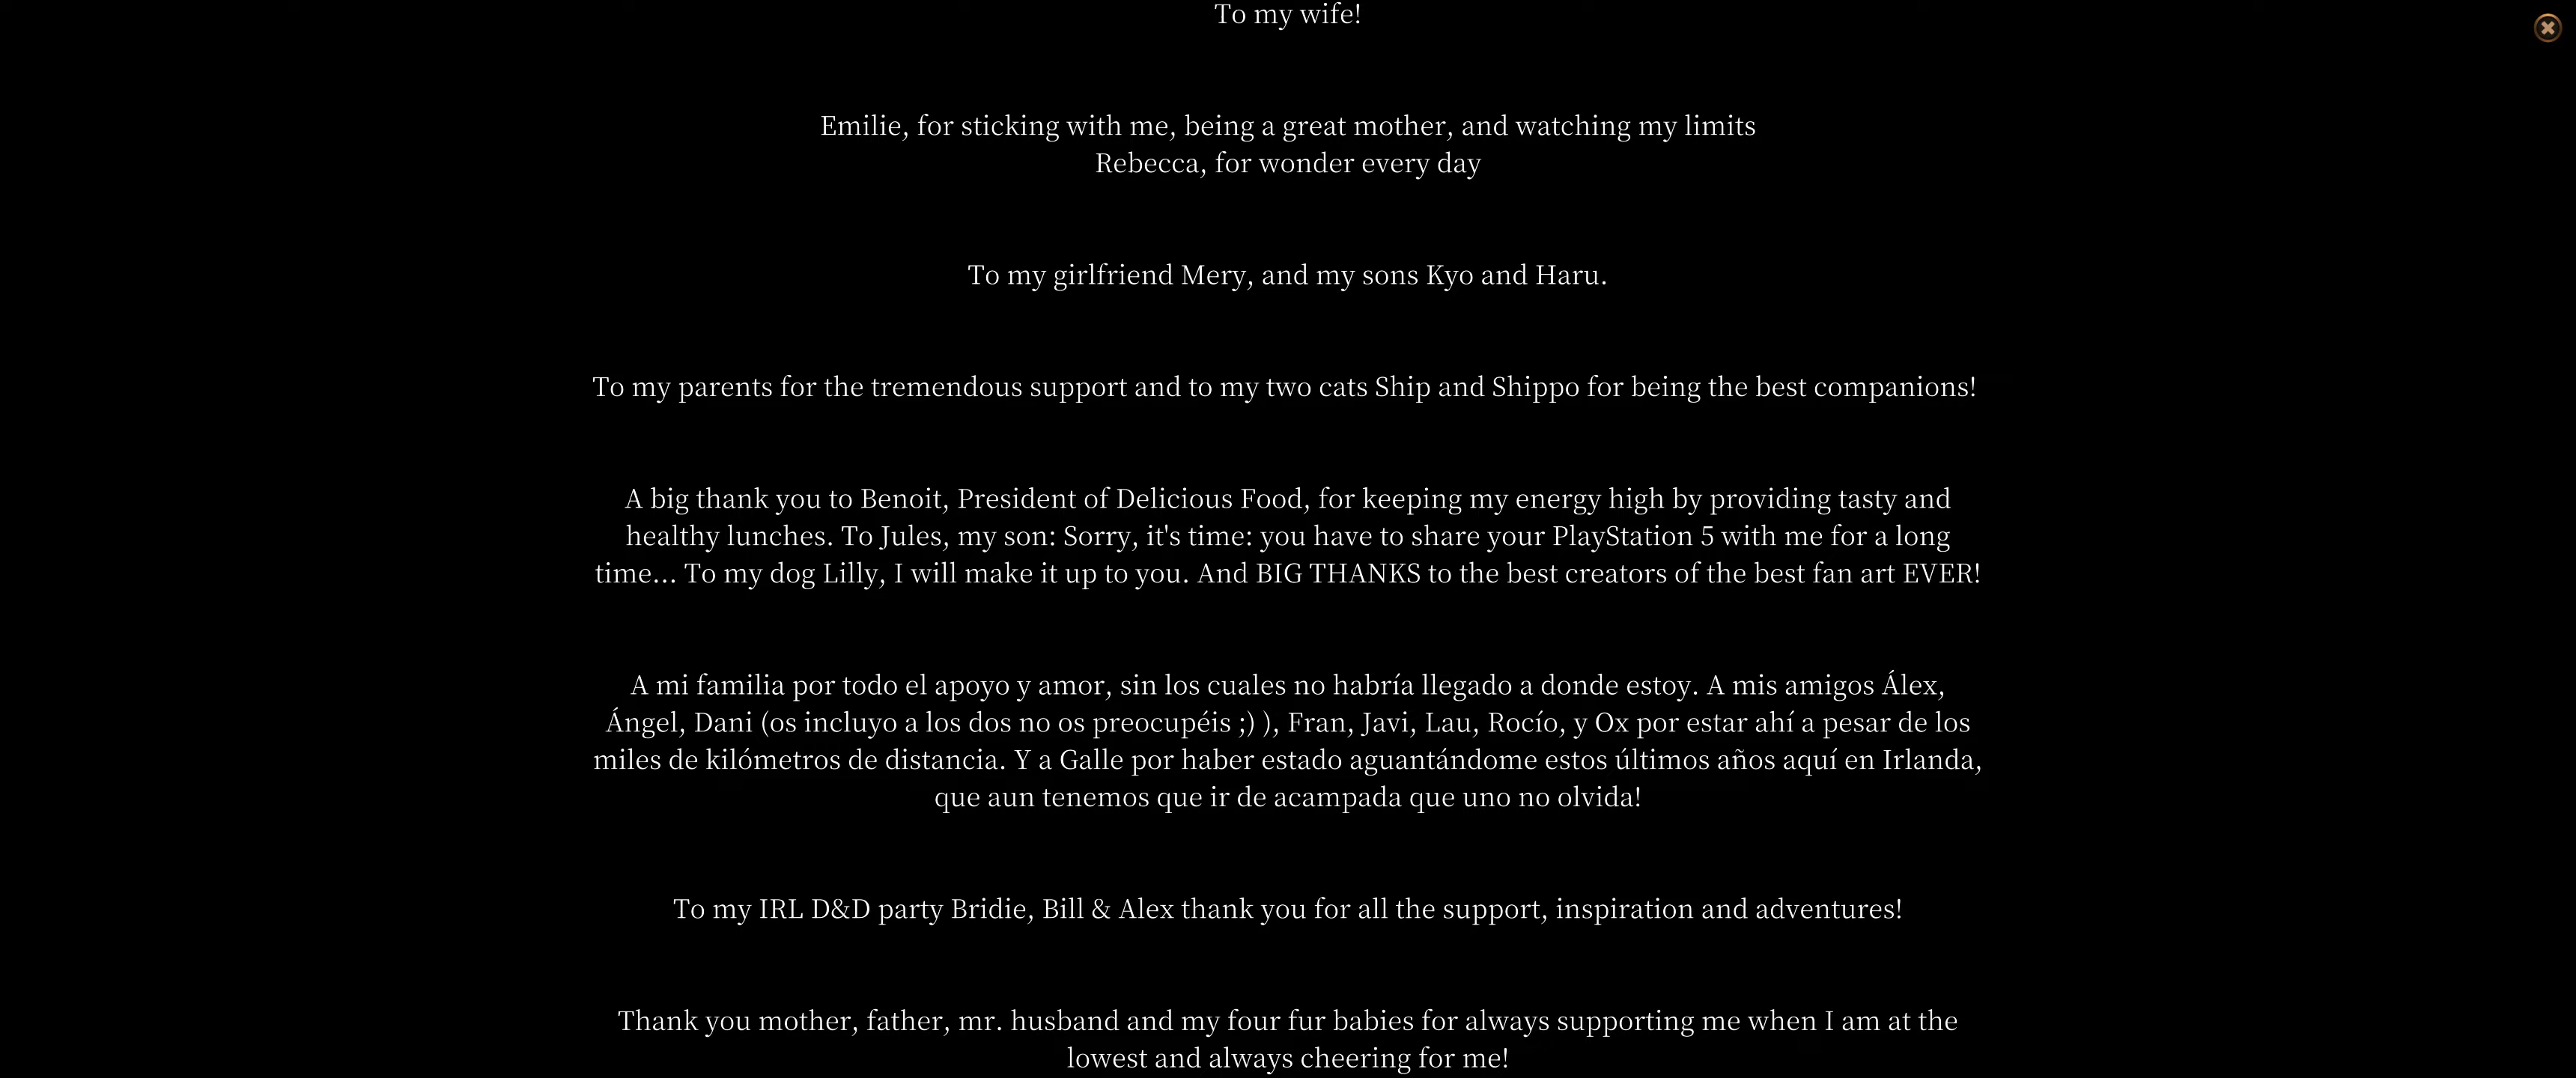 To my wife!
Emilie, for sticking with me, being a great mother, and watching my limits
Rebecca, for wonder every day
To my girlfriend Mery, and my sons Kyo and Haru.
To my parents for the tremendous support and to my two cats Ship and Shippo for being the best companions!
A big thank you to Benoit, President of Delicious Food, for keeping my energy high by providing tasty and
healthy lunches. To Jules, my son: Sorry, it's time: you have to share your PlayStation 5 with me for a long
time... To my dog Lilly, I will make it up to you. And BIG THANKS to the best creators of the best fan art EVER!
A mi familia por todo el apoyo y amor, sin los cuales no habría llegado a donde estoy. A mis amigos Álex,
Ángel, Dani (os incluyo a los dos no os preocupéis ;) ), Fran, Javi, Lau, Rocío, y Ox por estar ahí a pesar de los
miles de kilómetros de distancia. Y a Galle por haber estado aguantándome estos últimos años aquí en Irlanda,
que aun tenemos que ir de acampada que uno no olvida!
To my IRL D&D party Bridie, Bill & Alex thank you for all the support, inspiration and adventures!
Thank you mother, father, mr. husband and my four fur babies for always supporting me when I am at the
lowest and always cheering for me!